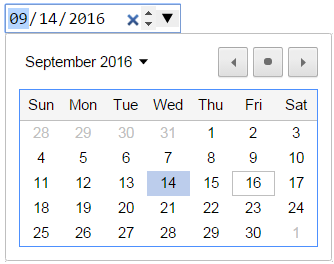 09/14/2016
September 2016
Sun Mon Tue Wed Thu Fri Sat
28 29 30 31 1 2 3
4 5 6 7 8 9 10
11 12 13 14 15 16 17
18 19 20 21 22 23 24
25 26 27 28 29 30 1